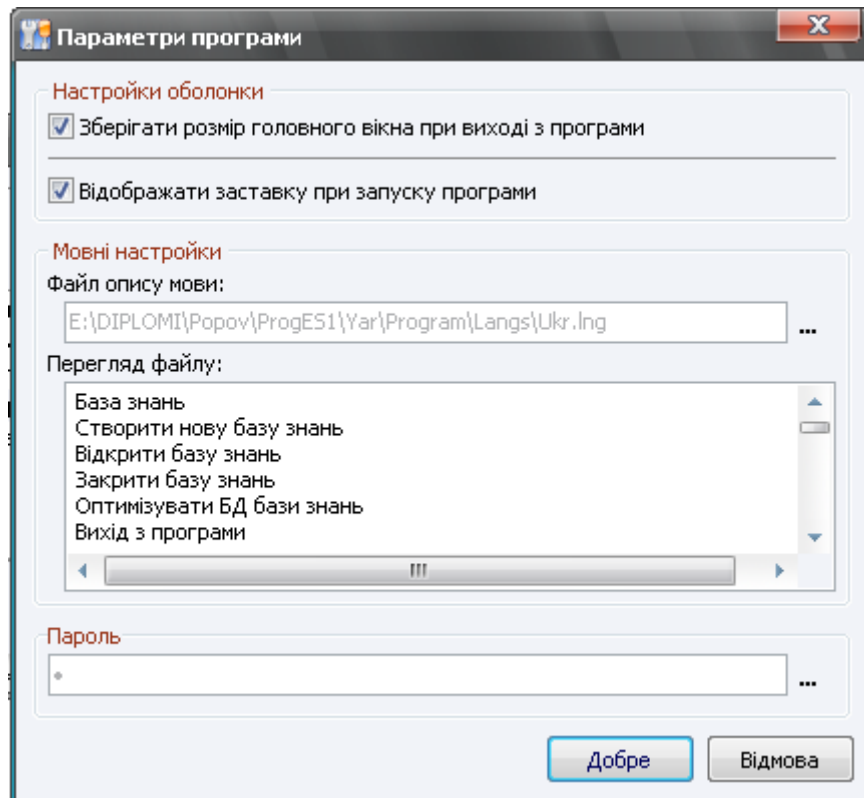 Параметри програми
Настройки оболонки
Зберігати розмір головного вікна при виході з програми
Відображати заставку при запуску програми
Мовні настройки
Файл опису мови:
E:\DIPLOMI\Popov\ProgES1\Yar\Program\Langs\Ukr.lng
...
Перегляд файлу:
База знань
Створити нову базу знань
Відкрити базу знань
Закрити базу знань
Оптимізувати БД бази знань
Вихід з програми
Пароль
...
Добре
Відмова